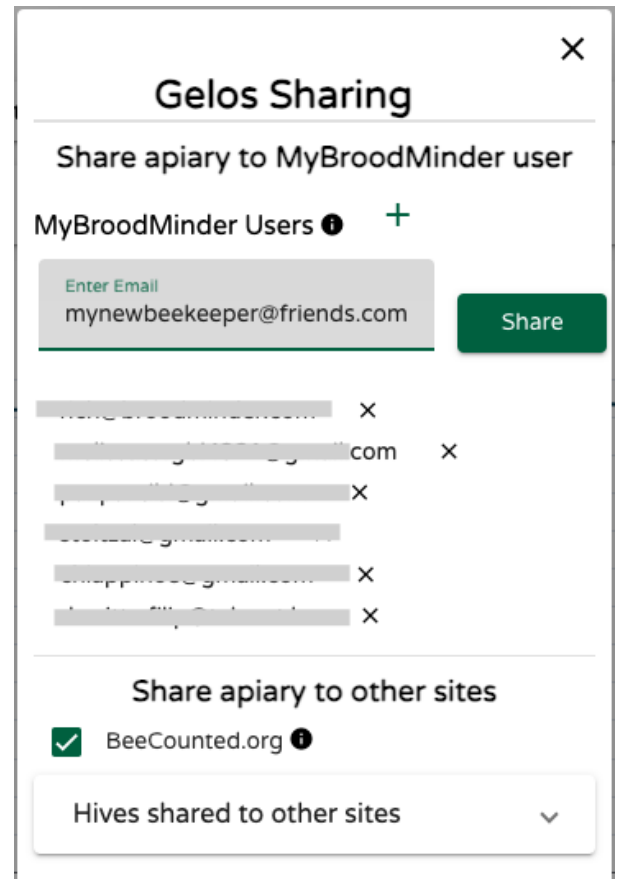 Gelos Sharing
Share apiary to MyBroodMinder user
MyBroodMinder Users
Enter Email
mynewbeekeeper@friends.com
Share
com
Share apiary to other sites
BeeCounted.org
Hives shared to other sites